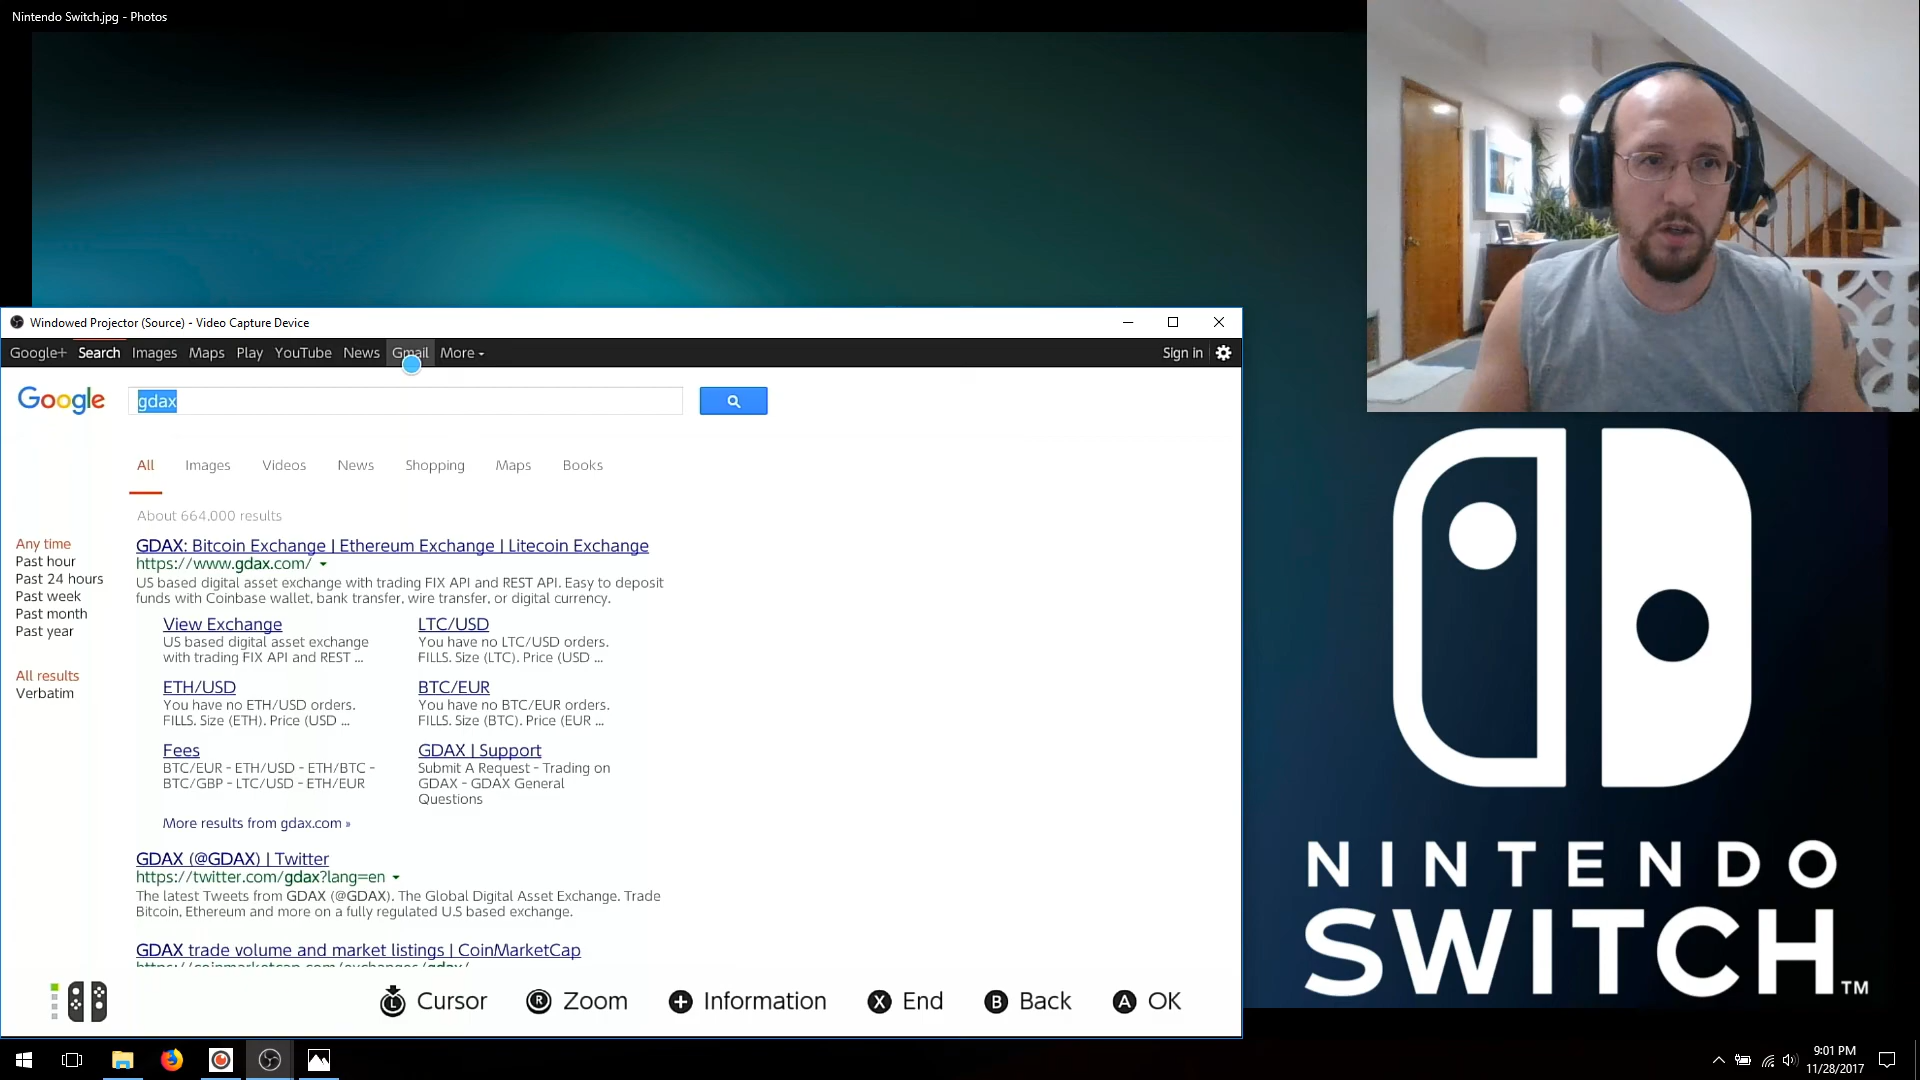 Nintendo Switch.jpg - Photos
Windowed Projector (Source) - Video Capture Device
Google+ Search Images Maps Play YouTube News Gmail More Sign in
Google gdax
All Images Videos News Shopping Maps Books
About 664,000 results
Any time
Past hour
Past 24 hours
Past week
Past month
Past year
All results
Verbatim
GDAX: Bitcoin Exchange | Ethereum Exchange | Litecoin Exchange
https://www.gdax.com/
US based digital asset exchange with trading FIX API and REST API. Easy to deposit
funds with Coinbase wallet, bank transfer, wire transfer, or digital currency.
View Exchange
US based digital asset exchange
with trading FIX API and REST ...
LTC/USD
You have no LTC/USD orders.
FILLS. Size (LTC). Price (USD ...
ETH/USD
You have no ETH/USD orders.
FILLS. Size (ETH). Price (USD ...
BTC/EUR
You have no BTC/EUR orders.
FILLS. Size (BTC). Price (EUR ...
Fees
BTC/EUR - ETH/USD - ETH/BTC -
BTC/GBP - LTC/USD - ETH/EUR
GDAX | Support
Submit A Request - Trading on
GDAX - GDAX General
Questions
More results from gdax.com »
GDAX (@GDAX) | Twitter
https://twitter.com/gdax?lang=en
The latest Tweets from GDAX (@GDAX). The Global Digital Asset Exchange. Trade
Bitcoin, Ethereum and more on a fully regulated U.S based exchange.
GDAX trade volume and market listings | CoinMarketCap
https://coinmarketcap.com/exchanges/gdax/
L Cursor R Zoom + Information X End B Back A OK
NINTENDO
SWITCH™
9:01 PM
11/28/2017